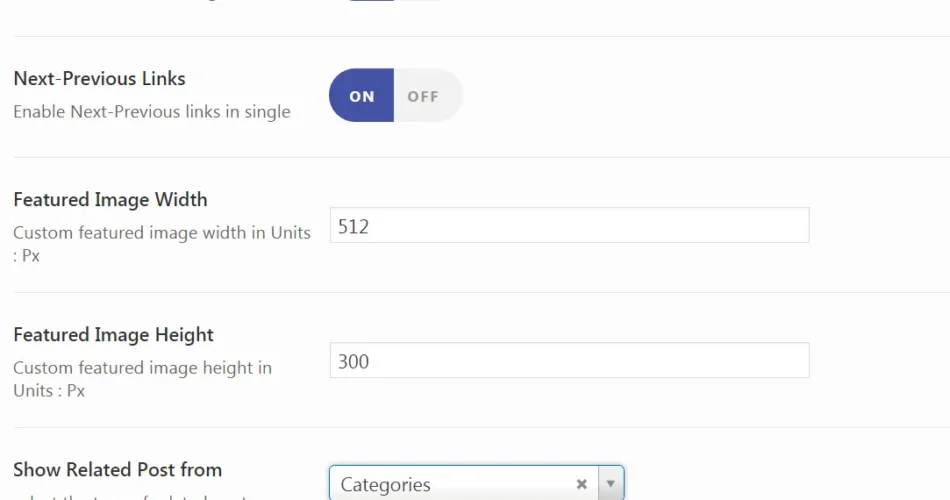 Next-Previous Links
ON OFF
Enable Next-Previous links in single
Featured Image Width
512
Custom featured image width in Units
: Px
Featured Image Height
300
Custom featured image height in
Units : Px
Show Related Post from
Categories